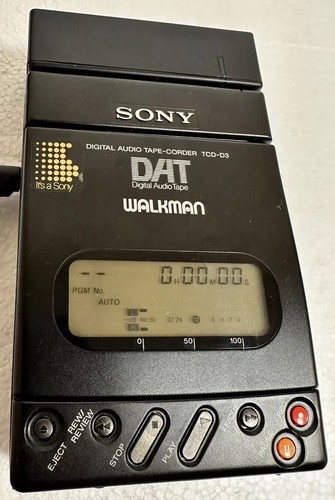 SONY
DIGITAL AUDIO TAPE-CORDER TCD-D3
DAT
Digital Audio Tape
It's a Sony
WALKMAN
-- 0H00M00S
PGM No.
AUTO
0 50 100
EJECT
REW/
REVIEW
STOP
PLAY